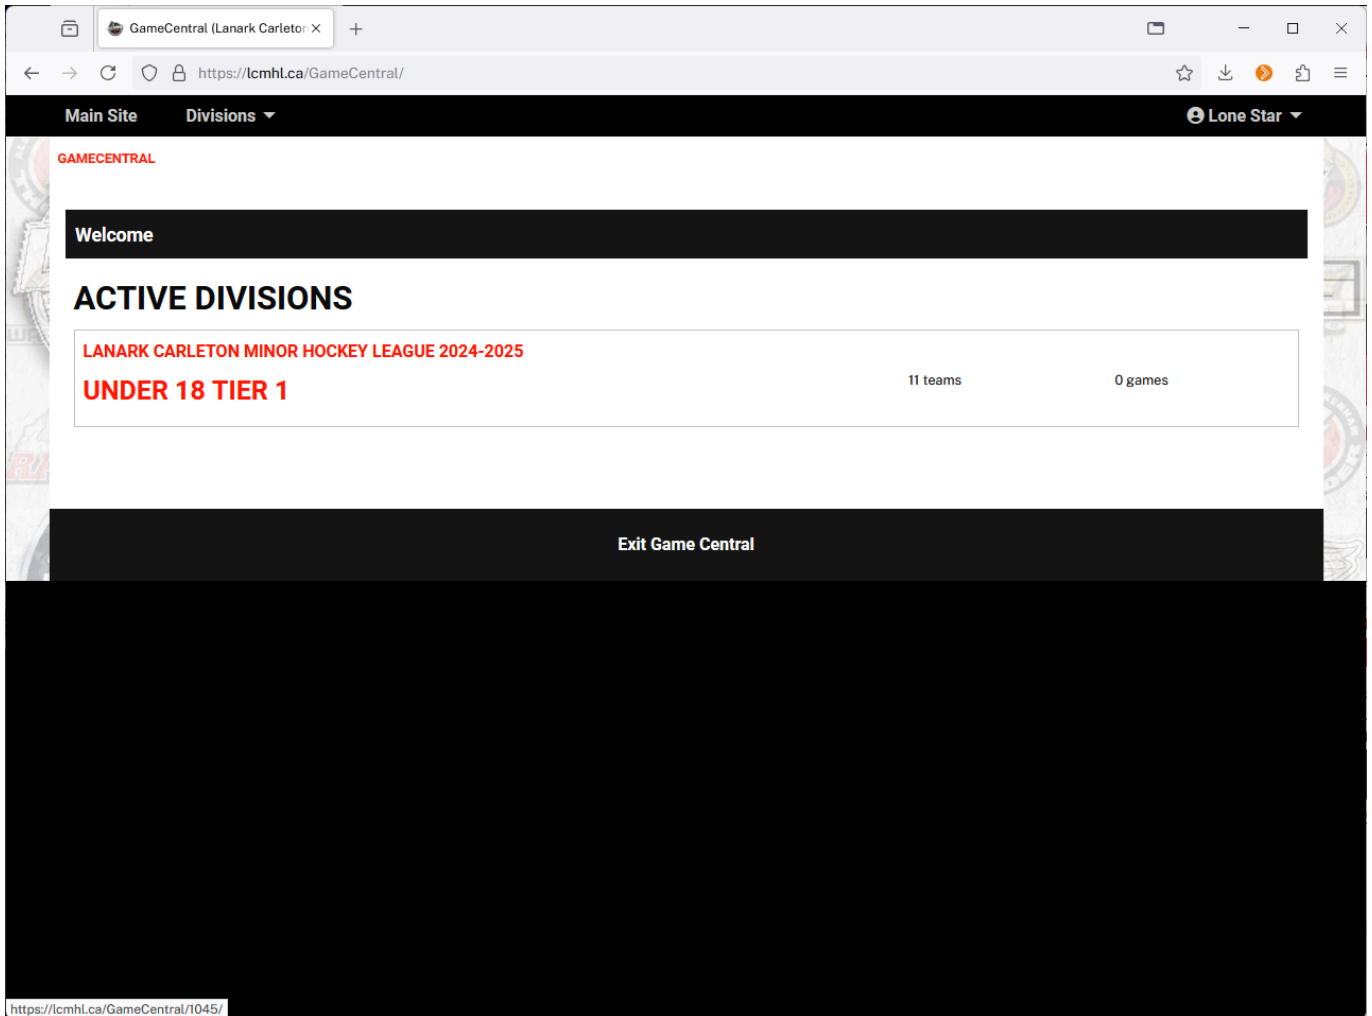 GameCentral (Lanark Carleton
https://lcmhl.ca/GameCentral/
Main Site Divisions Lone Star
GAMECENTRAL
Welcome
ACTIVE DIVISIONS
LANARK CARLETON MINOR HOCKEY LEAGUE 2024-2025
UNDER 18 TIER 1 11 teams 0 games
Exit Game Central
https://lcmhl.ca/GameCentral/1045/